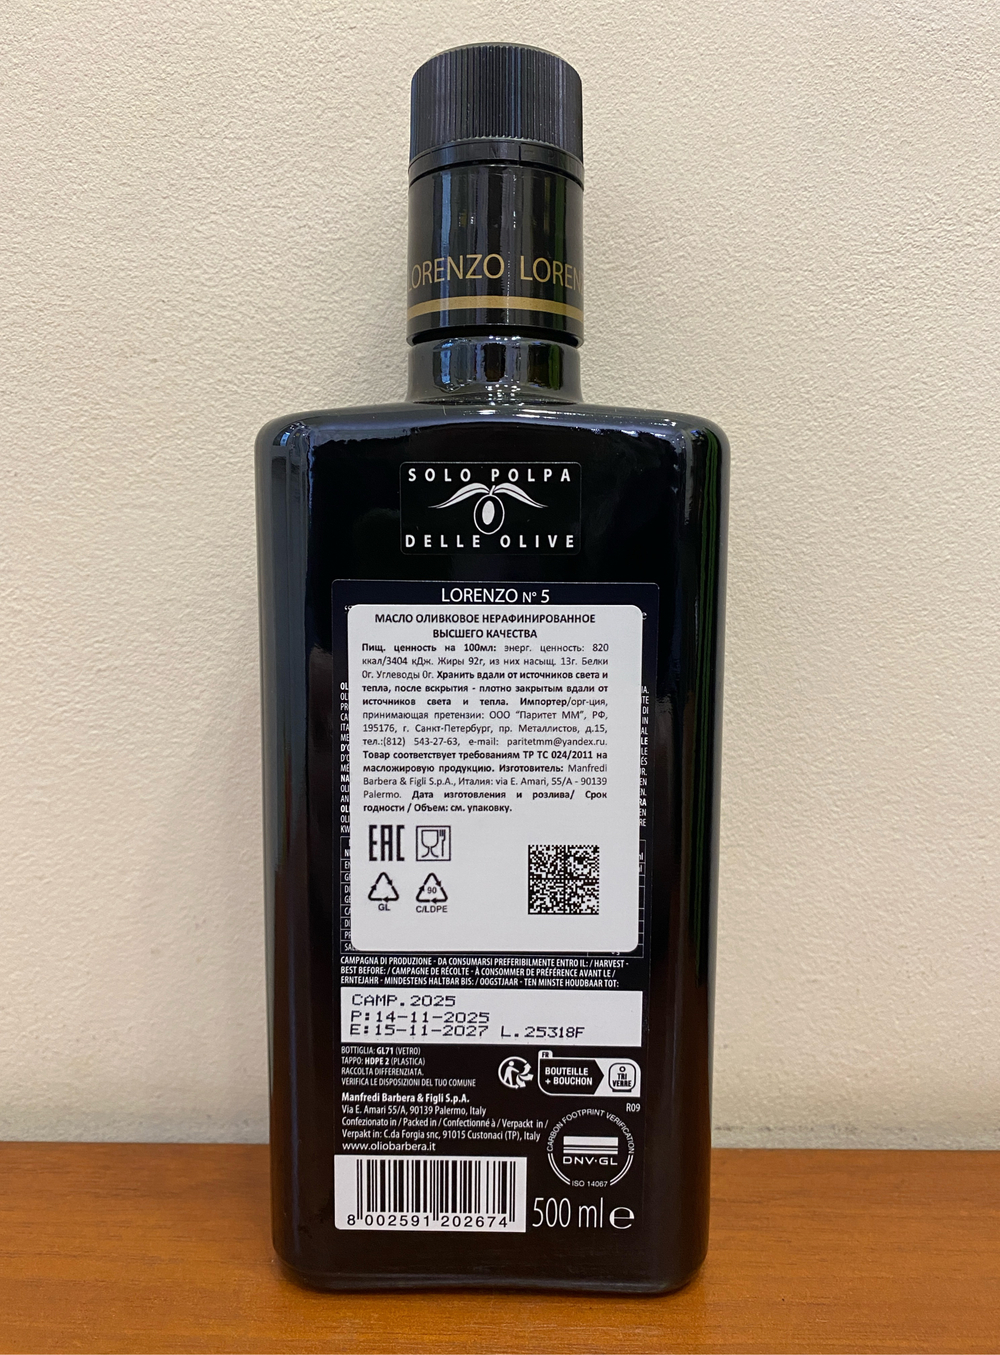 LORENZO LOREN
SOLO POLPA
DELLE OLIVE
LORENZO N° 5
МАСЛО ОЛИВКОВОЕ НЕРАФИНИРОВАННОЕ
ВЫСШЕГО КАЧЕСТВА
Пищ. ценность на 100мл: энерг. ценность: 820
ккал/3404 кДж. Жиры 92г, из них насыщ. 13г. Белки
0г. Углеводы 0г. Хранить вдали от источников света и
тепла, после вскрытия - плотно закрытым вдали от
источников света и тепла. Импортер/орг-ция,
принимающая претензии: ООО "Паритет ММ", РФ,
195176, г. Санкт-Петербург, пр. Металлистов, д.15,
тел.:(812) 543-27-63, e-mail: paritetmm@yandex.ru.
Товар соответствует требованиям ТР ТС 024/2011 на
масложировую продукцию. Изготовитель: Manfredi
Barbera & Figli S.p.A., Италия: via E. Amari, 55/A - 90139
Palermo. Дата изготовления и розлива/ Срок
годности / Объем: см. упаковку.
EAC
90
GL C/LDPE
CAMPAGNA DI PRODUZIONE - DA CONSUMARSI PREFERIBILMENTE ENTRO IL: / HARVEST -
BEST BEFORE: / CAMPAGNE DE RÉCOLTE - À CONSOMMER DE PRÉFÉRENCE AVANT LE /
ERNTEJAHR - MINDESTENS HALTBAR BIS: / OOGSTJAAR - TEN MINSTE HOUDBAAR TOT:
CAMP.2025
P:14-11-2025
E:15-11-2027 L.25318F
BOTTIGLIA: GL71 (VETRO)
TAPPO: HDPE 2 (PLASTICA)
RACCOLTA DIFFERENZIATA.
VERIFICA LE DISPOSIZIONI DEL TUO COMUNE
FR
BOUTEILLE
+ BOUCHON
TRI
VERRE
R09
Manfredi Barbera & Figli S.p.A.
Via E. Amari 55/A, 90139 Palermo, Italy
Confezionato in / Packed in / Confectionné à / Verpackt in /
Verpakt in: C.da Forgia snc, 91015 Custonaci (TP), Italy
www.olioBarbera.it
CARBON FOOTPRINT VERIFICATION
DNV·GL
ISO 14067
8 002591 202674
500 ml e